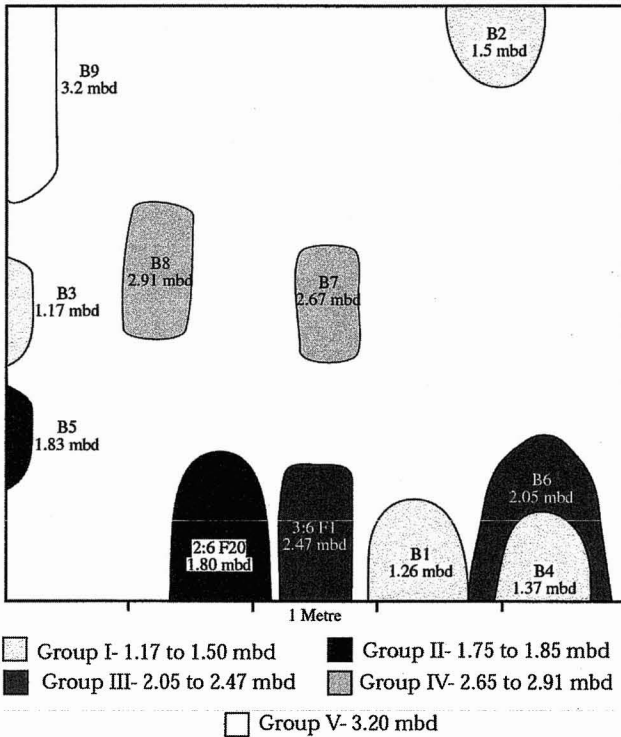 B2
1.5 mbd
B9
3.2 mbd
B8
2.91 mbd
B7
2.67 mbd
B3
1.17 mbd
B5
1.83 mbd
B6
2.05 mbd
3:6 F1
2.47 mbd
2:6 F20
1.80 mbd
B1
1.26 mbd
B4
1.37 mbd
1 Metre
Group I- 1.17 to 1.50 mbd
Group II- 1.75 to 1.85 mbd
Group III- 2.05 to 2.47 mbd
Group IV- 2.65 to 2.91 mbd
Group V- 3.20 mbd